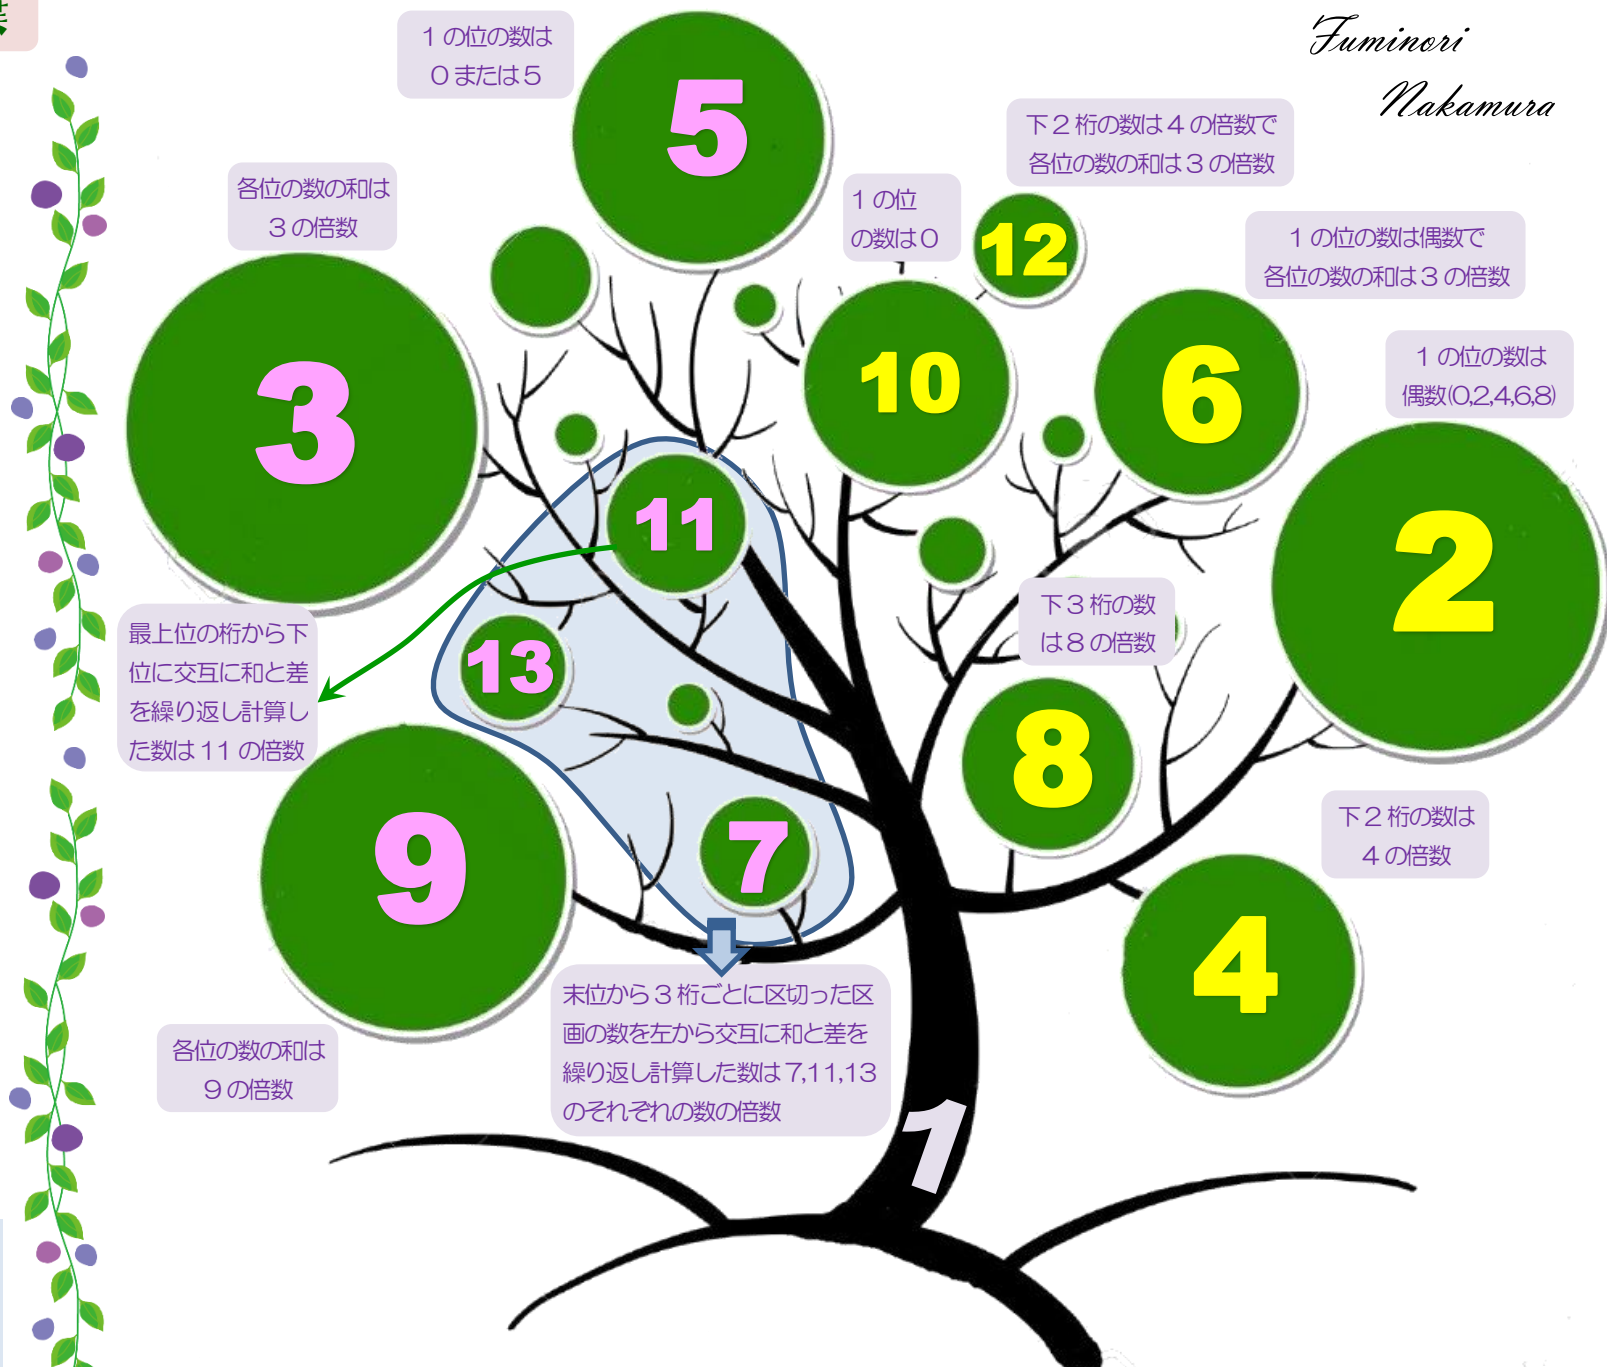 Fuminori
Nakamura
1の位の数は
0または5
5
下2桁の数は4の倍数で
各位の数の和は3の倍数
12
各位の数の和は
3の倍数
3
1の位
の数は0
10
1の位の数は偶数で
各位の数の和は3の倍数
6
1の位の数は
偶数(0,2,4,6,8)
2
11
13
最上位の桁から下
位に交互に和と差
を繰り返し計算し
た数は11の倍数
下3桁の数
は8の倍数
8
7
9
各位の数の和は
9の倍数
下2桁の数は
4の倍数
4
末位から3桁ごとに区切った区
画の数を左から交互に和と差を
繰り返し計算した数は7,11,13
のそれぞれの数の倍数
1